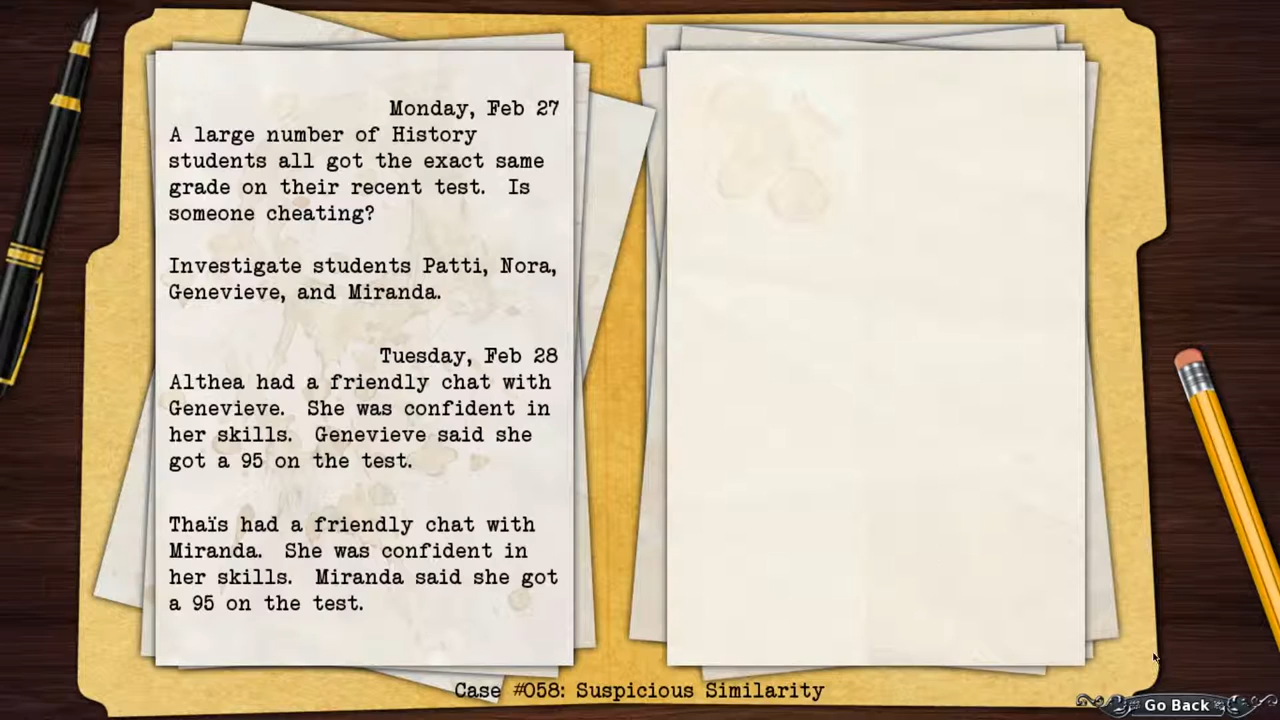 Monday, Feb 27
A large number of History
students all got the exact same
grade on their recent test.  Is
someone cheating?
Investigate students Patti, Nora,
Genevieve, and Miranda.
Tuesday, Feb 28
Althea had a friendly chat with
Genevieve.  She was confident in
her skills.  Genevieve said she
got a 95 on the test.
Thaïs had a friendly chat with
Miranda.  She was confident in
her skills.  Miranda said she got
a 95 on the test.
Case #058: Suspicious Similarity
Go Back